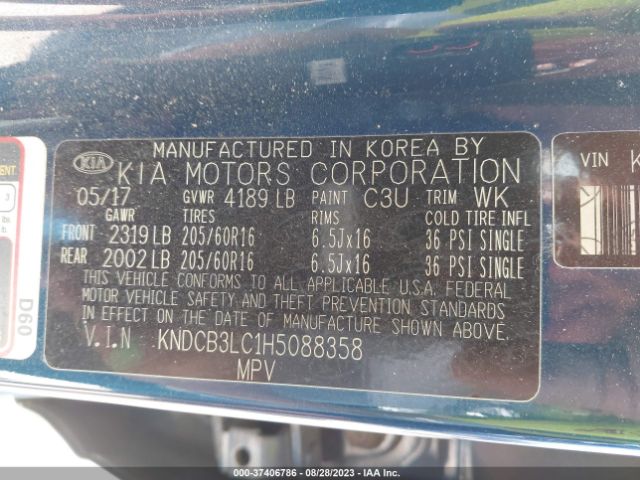 MANUFACTURED IN KOREA BY
KIA KIA MOTORS CORPORATION
05/17 GVWR 4189 LB PAINT C3U TRIM WK
GAWR TIRES RIMS COLD TIRE INFL
FRONT 2319 LB 205/60R16 6.5Jx16 36 PSI SINGLE
REAR 2002 LB 205/60R16 6.5Jx16 36 PSI SINGLE
THIS VEHICLE CONFORMS TO ALL APPLICABLE U.S.A. FEDERAL
MOTOR VEHICLE SAFETY AND THEFT PREVENTION STANDARDS
IN EFFECT ON THE DATE OF MANUFACTURE SHOWN ABOVE.
V.I.N KNDCB3LC1H5088358
MPV
VIN K
060
000-37406786 - 08/28/2023 - IAA Inc.